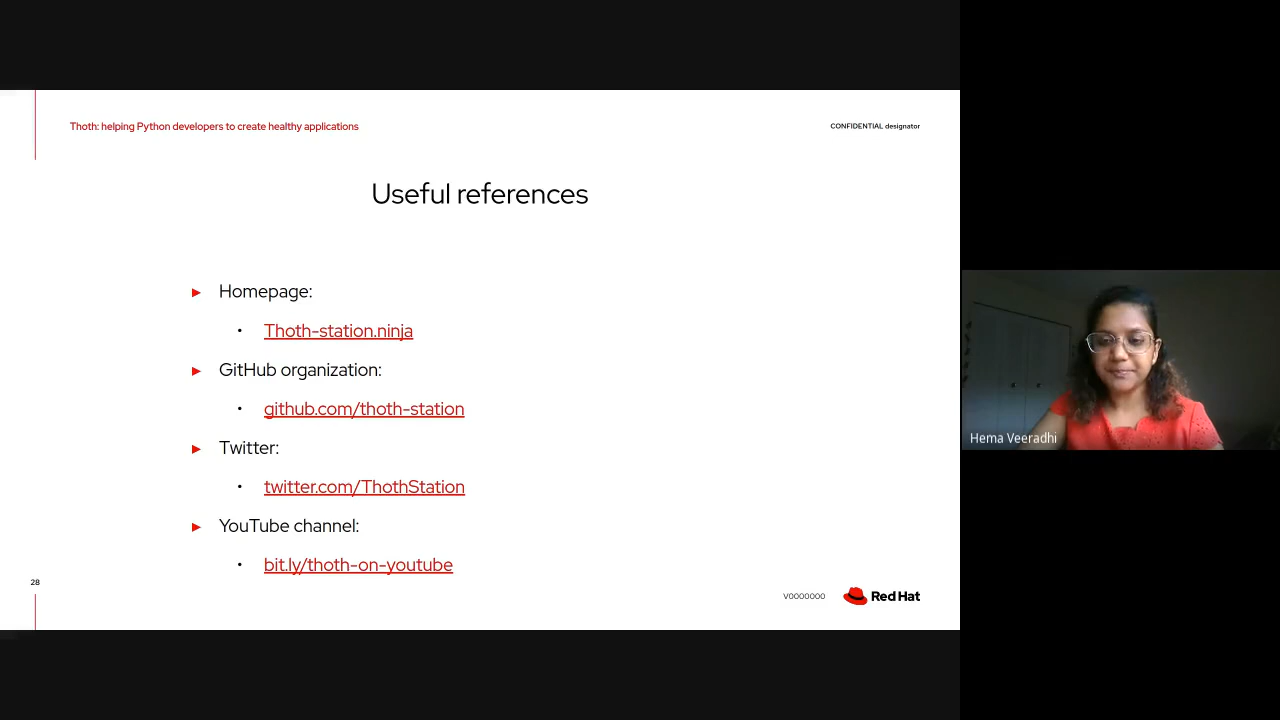 Thoth: helping Python developers to create healthy applications
CONFIDENTIAL designator
Useful references
► Homepage:
• Thoth-station.ninja
► GitHub organization:
• github.com/thoth-station
► Twitter:
• twitter.com/ThothStation
► YouTube channel:
• bit.ly/thoth-on-youtube
28
V0000000
Red Hat
Hema Veeradhi